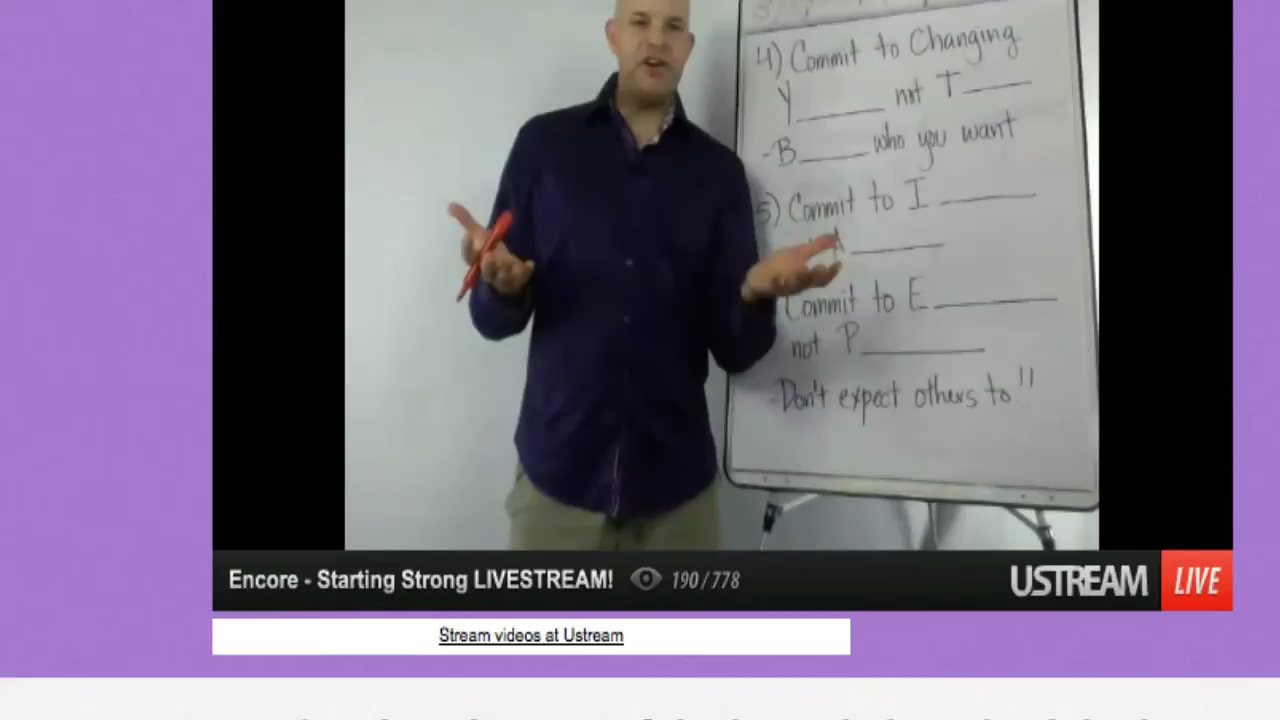 4) Commit to Changing
Y_____ not T_____
-B_____ who you want
5) Commit to I_____
A_____
Commit to E_____
not P_____
-Don't expect others to!!
Encore - Starting Strong LIVESTREAM! 190 / 778
USTREAM LIVE
Stream videos at Ustream